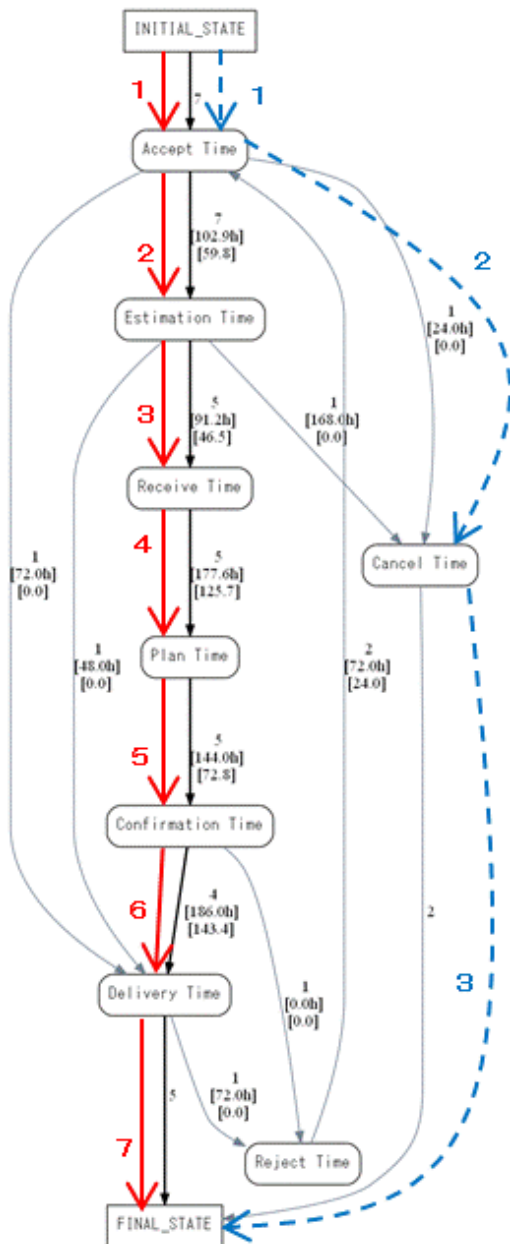 INITIAL_STATE
1
7
1
Accept Time
7
[102.9h]
[59.8]
2
2
1
[24.0h]
[0.0]
Estimation Time
3
5
[91.2h]
[46.5]
1
[168.0h]
[0.0]
Receive Time
4
5
[177.6h]
[125.7]
1
[72.0h]
[0.0]
Cancel Time
1
[48.0h]
[0.0]
Plan Time
2
[72.0h]
[24.0]
5
5
[144.0h]
[72.8]
Confirmation Time
6
4
[186.0h]
[143.4]
2
Delivery Time
1
[0.0h]
[0.0]
3
5
1
[72.0h]
[0.0]
7
Reject Time
FINAL_STATE